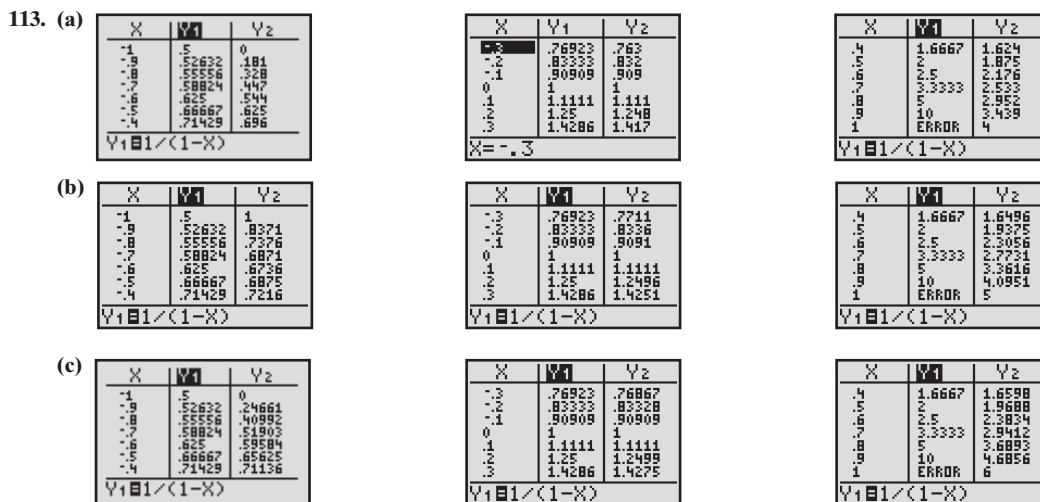 113. (a)
X Y1 Y2
-1 .5 0
-.9 .52632 .181
-.8 .55556 .328
-.7 .58824 .447
-.6 .625 .544
-.5 .66667 .625
-.4 .71429 .696
Y1=1/(1-X)
X Y1 Y2
-.3 .76923 .763
-.2 .83333 .832
-.1 .90909 .909
0 1 1
.1 1.1111 1.111
.2 1.25 1.248
.3 1.4286 1.417
X=-.3
X Y1 Y2
.4 1.6667 1.624
.5 2 1.875
.6 2.5 2.176
.7 3.3333 2.533
.8 5 2.952
.9 10 3.439
1 ERROR 4
Y1=1/(1-X)
(b)
X Y1 Y2
-1 .5 1
-.9 .52632 .8371
-.8 .55556 .7376
-.7 .58824 .6871
-.6 .625 .6736
-.5 .66667 .6875
-.4 .71429 .7216
Y1=1/(1-X)
X Y1 Y2
-.3 .76923 .7711
-.2 .83333 .8336
-.1 .90909 .9091
0 1 1
.1 1.1111 1.1111
.2 1.25 1.2496
.3 1.4286 1.4251
Y1=1/(1-X)
X Y1 Y2
.4 1.6667 1.6496
.5 2 1.9375
.6 2.5 2.3056
.7 3.3333 2.7731
.8 5 3.3616
.9 10 4.0951
1 ERROR 5
Y1=1/(1-X)
(c)
X Y1 Y2
-1 .5 0
-.9 .52632 .24661
-.8 .55556 .40992
-.7 .58824 .51903
-.6 .625 .59584
-.5 .66667 .65625
-.4 .71429 .71136
Y1=1/(1-X)
X Y1 Y2
-.3 .76923 .76867
-.2 .83333 .83328
-.1 .90909 .90909
0 1 1
.1 1.1111 1.1111
.2 1.25 1.2499
.3 1.4286 1.4275
Y1=1/(1-X)
X Y1 Y2
.4 1.6667 1.6598
.5 2 1.9688
.6 2.5 2.3834
.7 3.3333 2.9412
.8 5 3.6893
.9 10 4.6856
1 ERROR 6
Y1=1/(1-X)